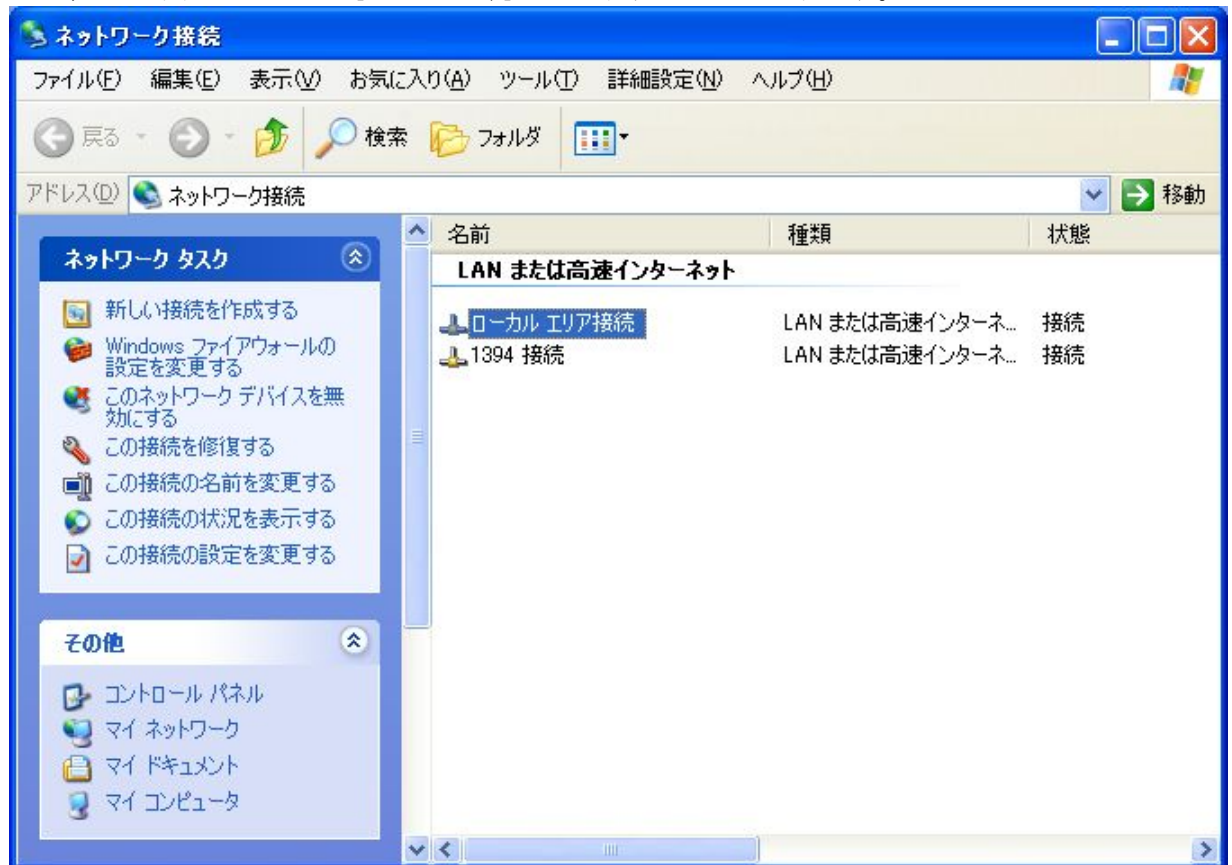 ネットワーク接続
ファイル(F) 編集(E) 表示(V) お気に入り(A) ツール(T) 詳細設定(N) ヘルプ(H)
戻る 検索 フォルダ
アドレス(D) ネットワーク接続 移動
ネットワーク タスク
新しい接続を作成する
Windows ファイアウォールの
設定を変更する
このネットワーク デバイスを無
効にする
この接続を修復する
この接続の名前を変更する
この接続の状況を表示する
この接続の設定を変更する
その他
コントロール パネル
マイ ネットワーク
マイ ドキュメント
マイ コンピュータ
名前 種類 状態
LAN または高速インターネット
ローカル エリア接続 LAN または高速インターネ... 接続
1394 接続 LAN または高速インターネ... 接続